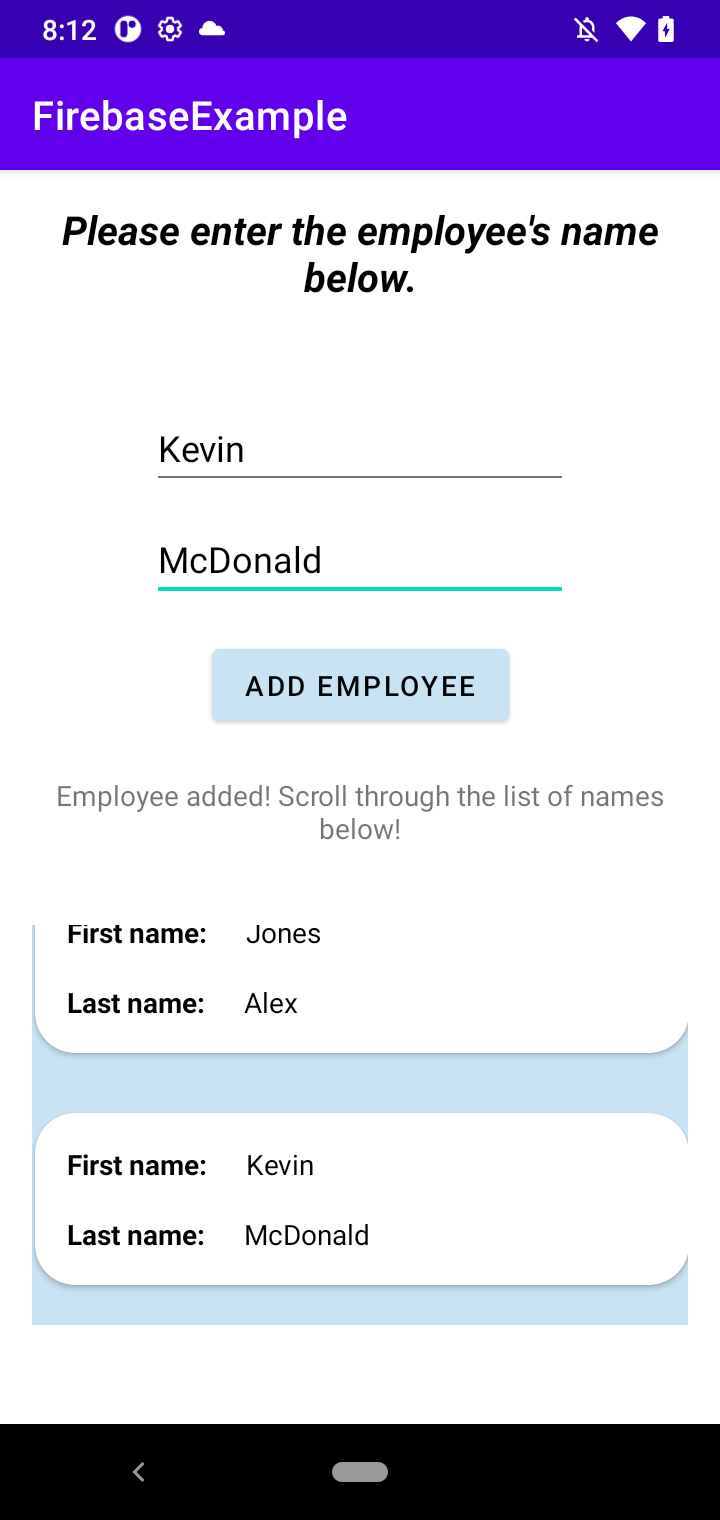 8:12
FirebaseExample
Please enter the employee's name
below.
Kevin
McDonald
ADD EMPLOYEE
Employee added! Scroll through the list of names
below!
First name: Jones
Last name: Alex
First name: Kevin
Last name: McDonald